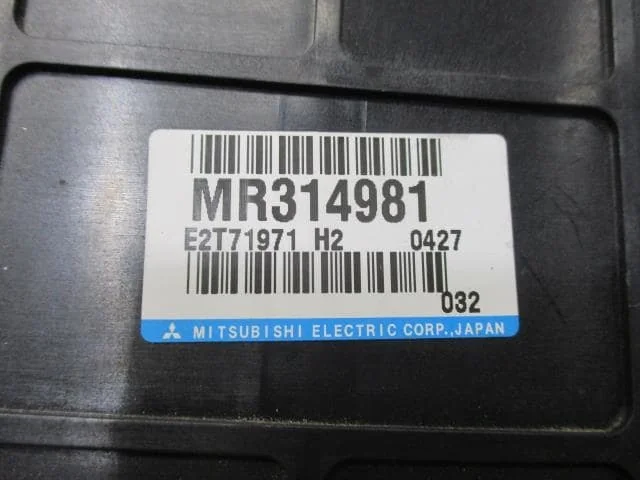 MR314981
E2T71971 H2 0427
032
MITSUBISHI ELECTRIC CORP.,JAPAN